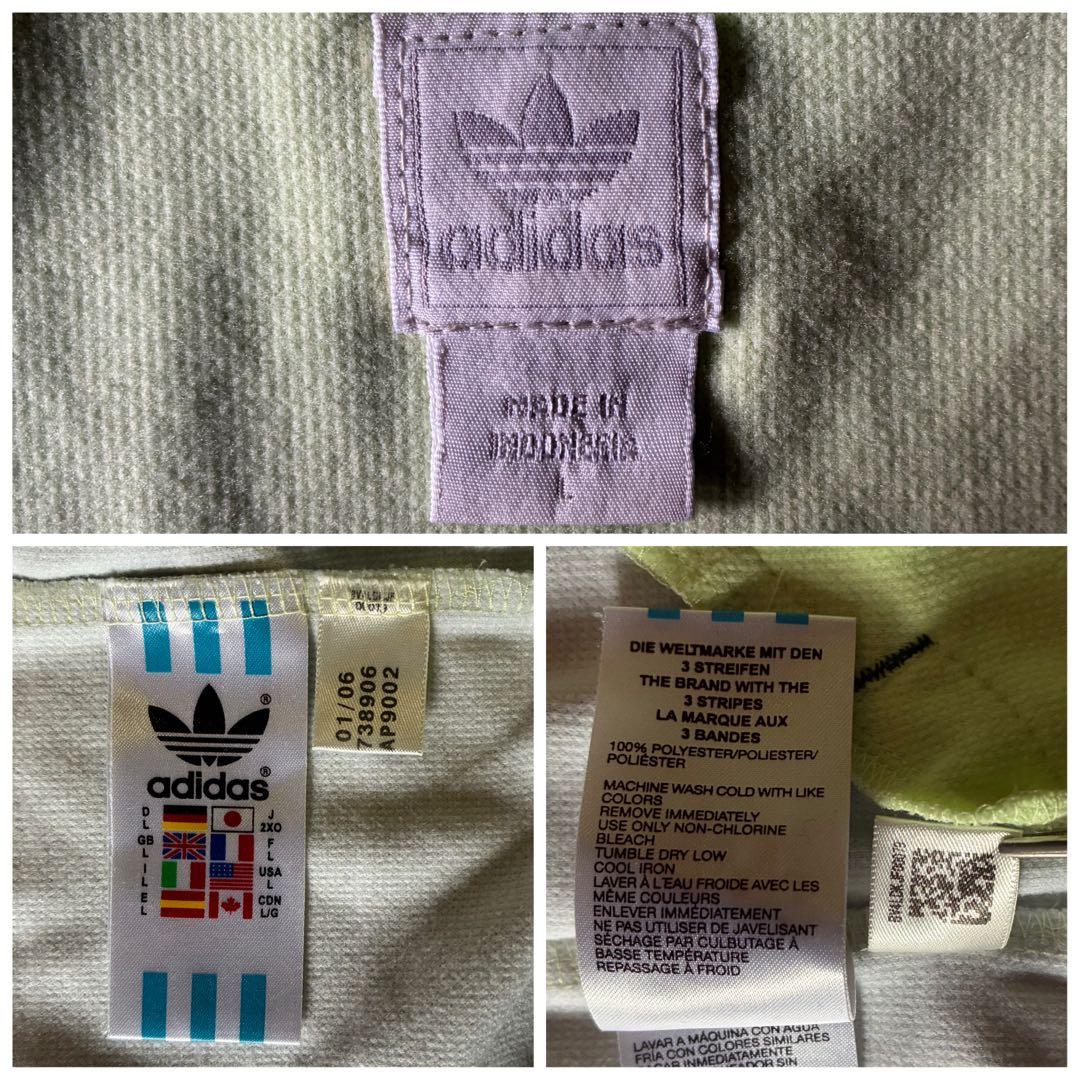 adidas
MADE IN
INDONESIA
L
01/06
738906
AP9002
adidas
D
L
J
2XO
GB
L
F
L
I
L
USA
L
E
L
CDN
L/G
DIE WELTMARKE MIT DEN
3 STREIFEN
THE BRAND WITH THE
3 STRIPES
LA MARQUE AUX
3 BANDES
100% POLYESTER/POLIESTER/
POLIÉSTER
MACHINE WASH COLD WITH LIKE
COLORS
REMOVE IMMEDIATELY
USE ONLY NON-CHLORINE
BLEACH
TUMBLE DRY LOW
COOL IRON
LAVER À L'EAU FROIDE AVEC LES
MÊME COULEURS
ENLEVER IMMÉDIATEMENT
NE PAS UTILISER DE JAVELISANT
SÉCHAGE PAR CULBUTAGE À
BASSE TEMPÉRATURE
REPASSAGE À FROID
LAVAR A MÁQUINA CON AGUA
FRÍA CON COLORES SIMILARES
INMEDIATAMENTE
SIN